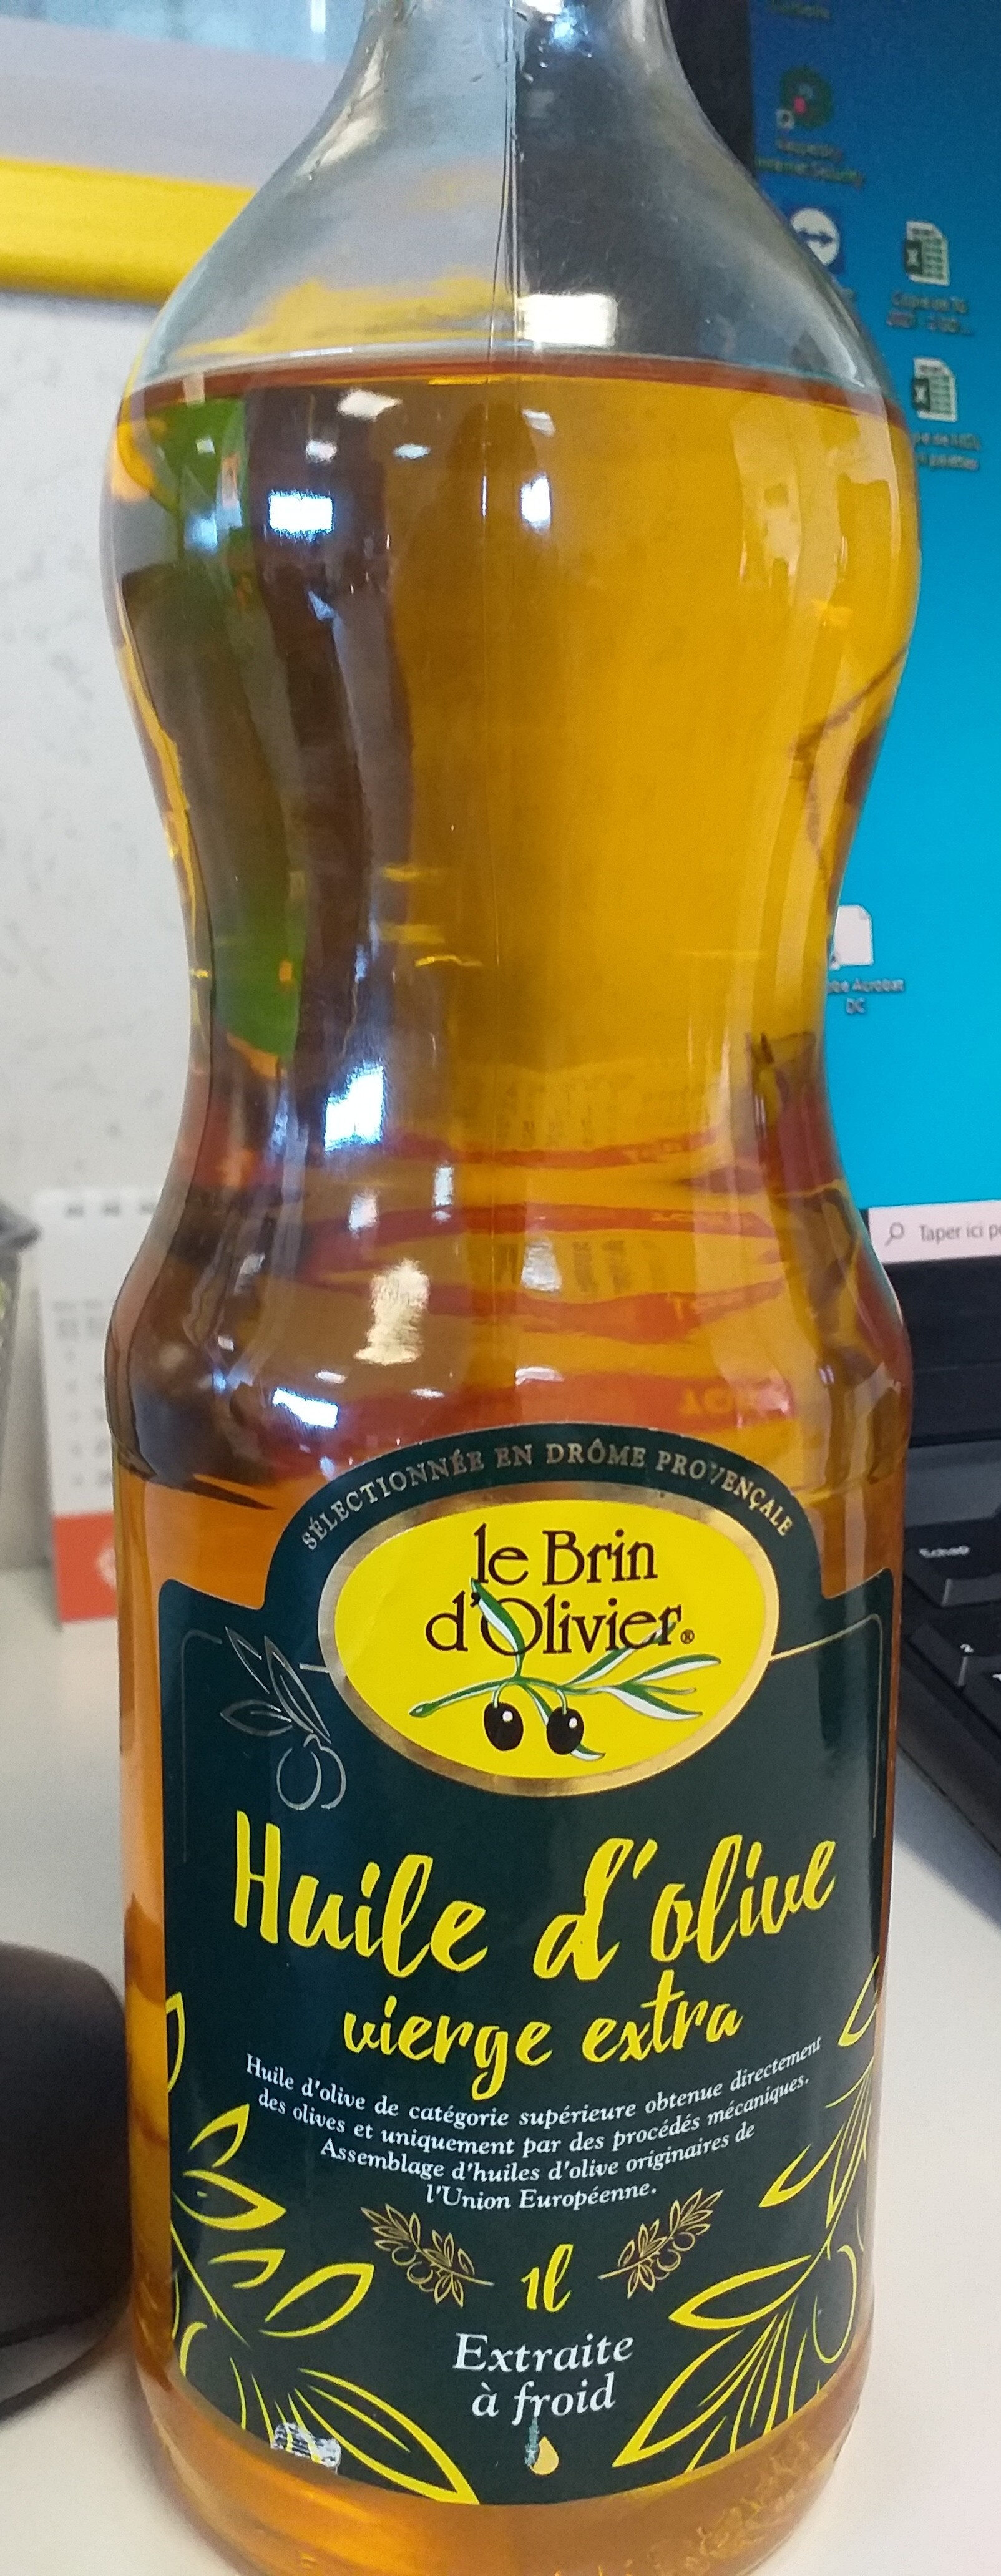 SÉLECTIONNÉE EN DRÔME PROVENÇALE
le Brin
d'Olivier®
Huile d'olive
vierge extra
Huile d'olive de catégorie supérieure obtenue directement
des olives et uniquement par des procédés mécaniques.
Assemblage d'huiles d'olive originaires de
l'Union Européenne.
1l
Extraite
à froid
Acrobat
DC
Taper ici